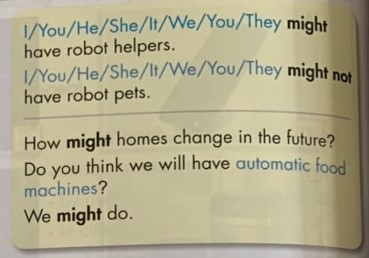 I/You/He/She/It/We/You/They might
have robot helpers.
I/You/He/She/It/We/You/They might not
have robot pets.
How might homes change in the future?
Do you think we will have automatic food
machines?
We might do.